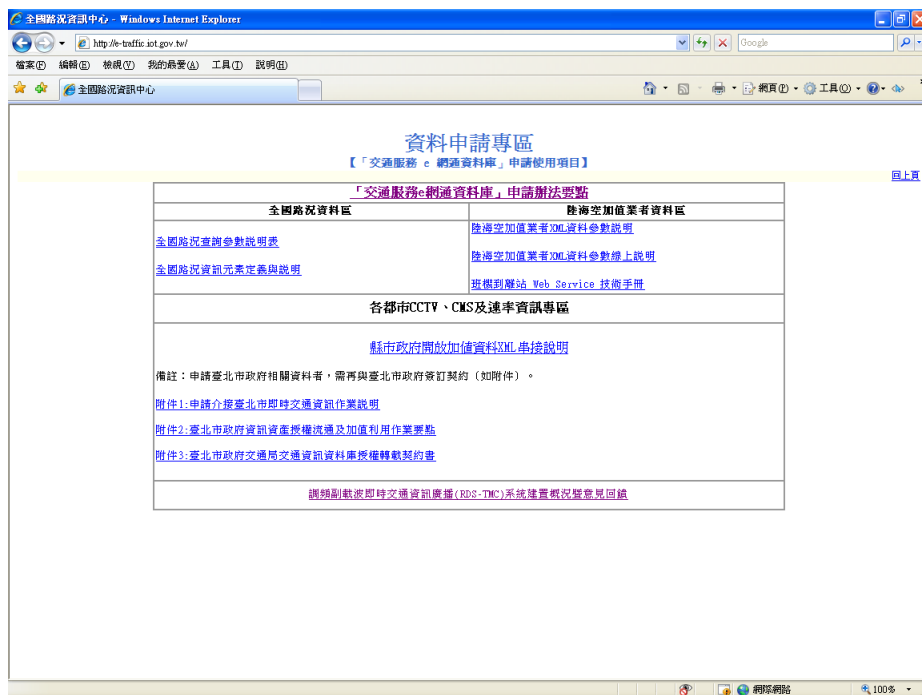 全國路況資訊中心 - Windows Internet Explorer
http://e-traffic.iot.gov.tw/
Google
檔案(F) 編輯(E) 檢視(V) 我的最愛(A) 工具(T) 說明(H)
全國路況資訊中心
網頁(P) 工具(O)
資料申請專區
【「交通服務 e 網通資料庫」申請使用項目】
回上頁
「交通服務e網通資料庫」申請辦法要點
全國路況資料區
陸海空加值業者資料區
全國路況查詢參數說明表
全國路況資訊元素定義與說明
陸海空加值業者XML資料參數說明
陸海空加值業者XML資料參數線上說明
班機到離站 Web Service 技術手冊
各都市CCTV、CMS及速率資訊專區
縣市政府開放加值資料XML串接說明
備註：申請臺北市政府相關資料者，需再與臺北市政府簽訂契約（如附件）。
附件1:申請介接臺北市即時交通資訊作業說明
附件2:臺北市政府資訊資產授權流通及加值利用作業要點
附件3:臺北市政府交通局交通資訊資料庫授權轉載契約書
調頻副載波即時交通資訊廣播(RDS-TMC)系統建置概況暨意見回饋
網際網路
100%